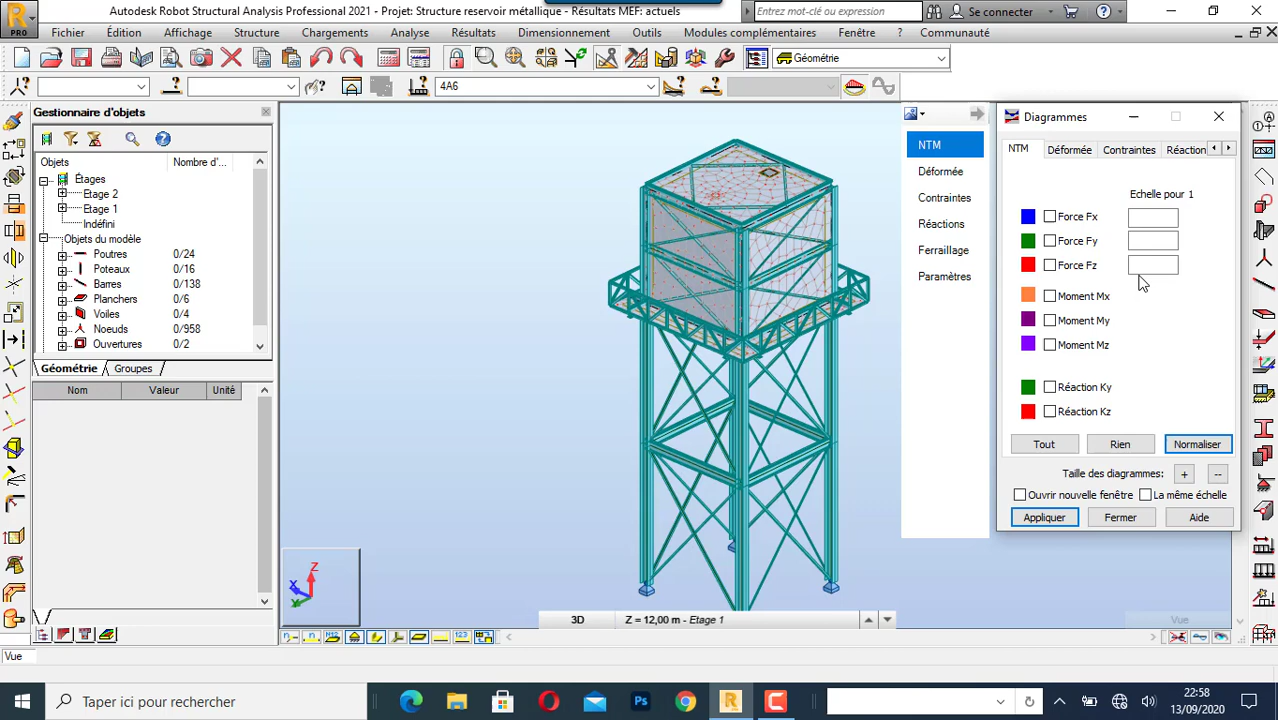 Autodesk Robot Structural Analysis Professional 2021 - Projet: Structure reservoir métallique - Résultats MEF: actuels
Entrez mot-clé ou expression
Se connecter
PRO
Fichier Édition Affichage Structure Chargements Analyse Résultats Dimensionnement Outils Modules complémentaires Fenêtre ? Communauté
Géométrie
4A6
Gestionnaire d'objets
Objets Nombre d'...
Étages
Etage 2
Etage 1
Indéfini
Objets du modèle
Poutres 0/24
Poteaux 0/16
Barres 0/138
Planchers 0/6
Voiles 0/4
Noeuds 0/958
Ouvertures 0/2
Géométrie Groupes
Nom Valeur Unité
Z
X
Y
3D Z = 12,00 m - Etage 1
Vue
NTM
Déformée
Contraintes
Réactions
Ferraillage
Paramètres
Diagrammes
NTM Déformée Contraintes Réaction
Echelle pour 1
Force Fx
Force Fy
Force Fz
Moment Mx
Moment My
Moment Mz
Réaction Ky
Réaction Kz
Tout Rien Normaliser
Taille des diagrammes: + --
Ouvrir nouvelle fenêtre La même échelle
Appliquer Fermer Aide
Vue
Taper ici pour rechercher
22:58
13/09/2020